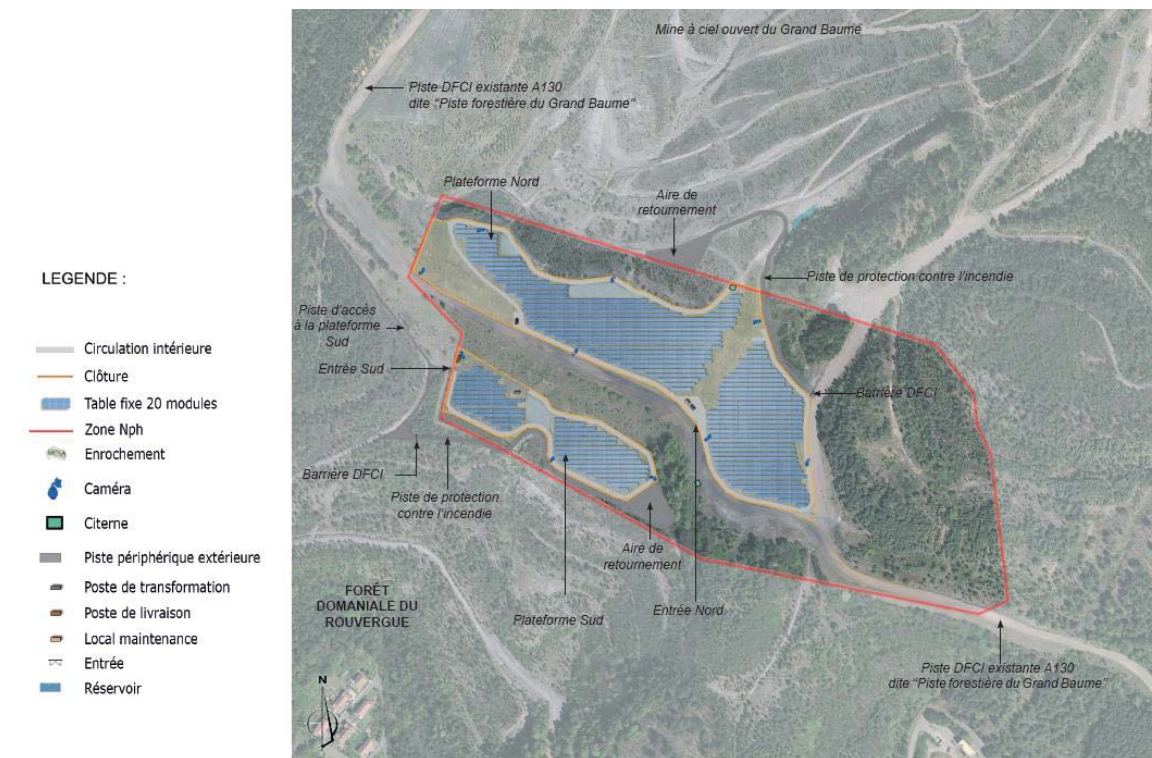 LEGENDE :
Circulation intérieure
Clôture
Table fixe 20 modules
Zone Nph
Enrochement
Caméra
Citerne
Piste périphérique extérieure
Poste de transformation
Poste de livraison
Local maintenance
Entrée
Réservoir
Mine à ciel ouvert du Grand Baume
Piste DFCI existante A130
dite "Piste forestière du Grand Baume"
Plateforme Nord
Aire de
retournement
Piste de protection contre l'incendie
Piste d'accès
à la plateforme
Sud
Entrée Sud
Barrière DFCI
Barrière DFCI
Piste de protection
contre l'incendie
Aire de
retournement
FORÊT
DOMANIALE DU
ROUVERGUE
Plateforme Sud
Entrée Nord
Piste DFCI existante A130
dite "Piste forestière du Grand Baume"
N